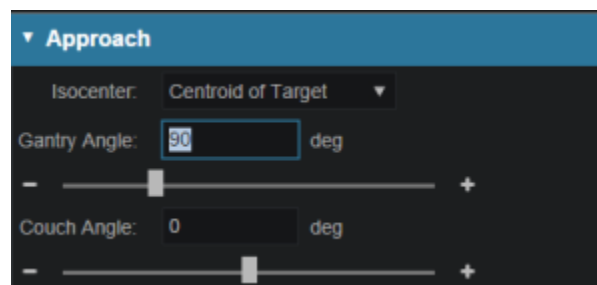 ▼ Approach
Isocenter: Centroid of Target ▼
Gantry Angle: 90 deg
− +
Couch Angle: 0 deg
− +